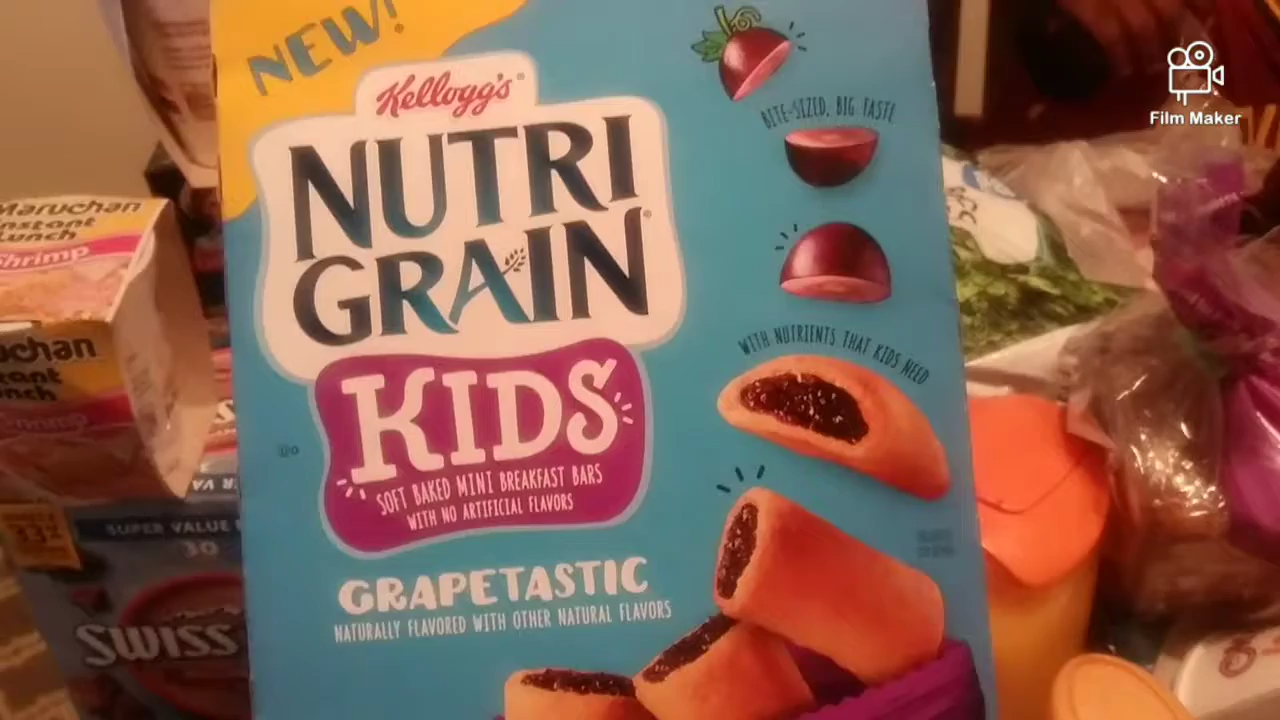 NEW!
Kellogg's®
NUTRI
GRAIN®
KIDS
SOFT BAKED MINI BREAKFAST BARS
WITH NO ARTIFICIAL FLAVORS
GRAPETASTIC
NATURALLY FLAVORED WITH OTHER NATURAL FLAVORS
BITE-SIZED, BIG TASTE
WITH NUTRIENTS THAT KIDS NEED
Film Maker
Maruchan
Instant
Lunch
Shrimp
uchan
tant
nch
SUPER VALUE
30
SWISS